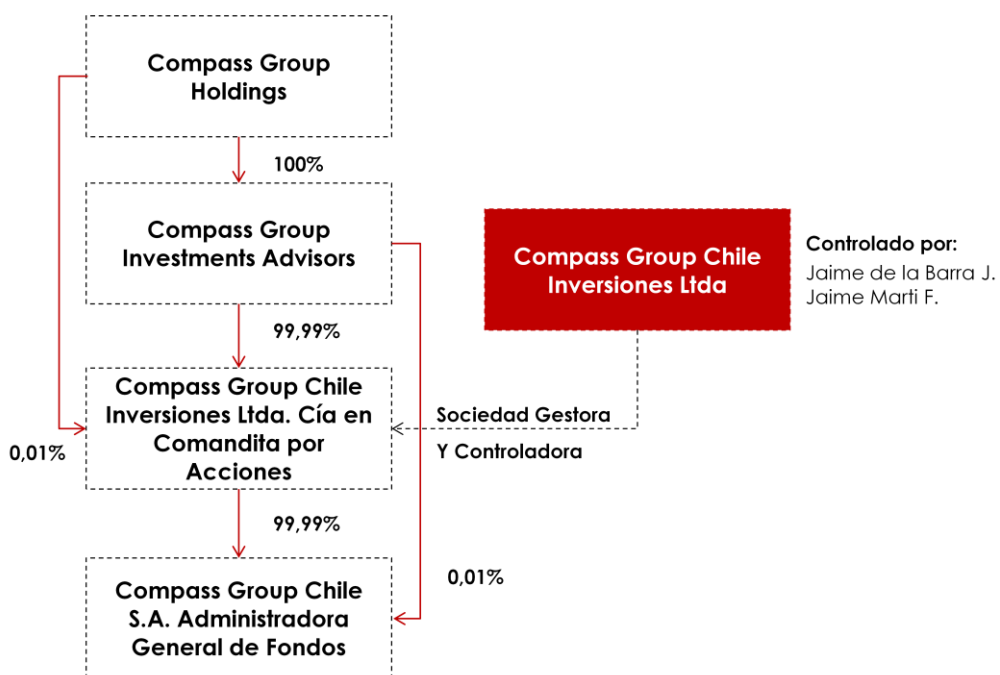 Compass Group
Holdings
100%
Compass Group
Investments Advisors
Compass Group Chile
Inversiones Ltda
Controlado por:
Jaime de la Barra J.
Jaime Marti F.
99,99%
Compass Group Chile
Inversiones Ltda. Cía en
Comandita por
Acciones
0,01%
Sociedad Gestora
Y Controladora
99,99%
0,01%
Compass Group Chile
S.A. Administradora
General de Fondos